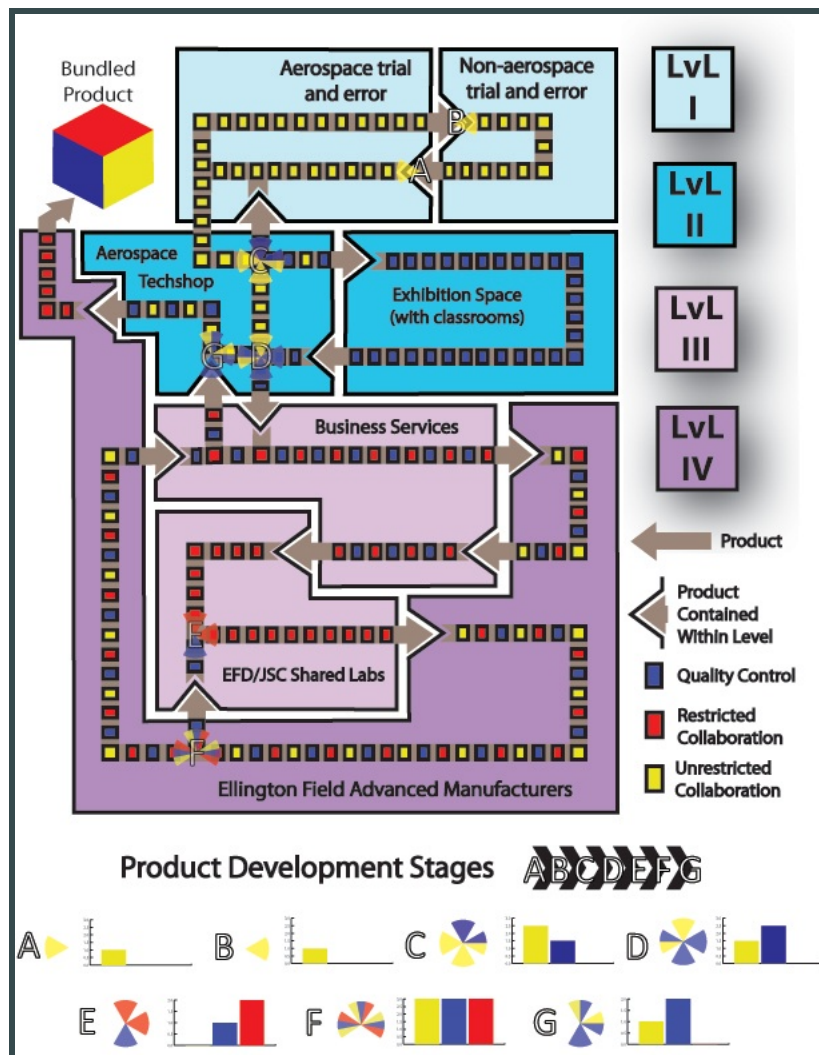 Bundled
Product
Aerospace trial
and error
Non-aerospace
trial and error
LvL
I
B
A
LvL
II
Aerospace
Techshop
C
Exhibition Space
(with classrooms)
G
D
LvL
III
Business Services
LvL
IV
Product
Product
Contained
Within Level
E
EFD/JSC Shared Labs
Quality Control
Restricted
Collaboration
F
Unrestricted
Collaboration
Ellington Field Advanced Manufacturers
Product Development Stages
A B C D E F G
A
B
C
D
E
F
G